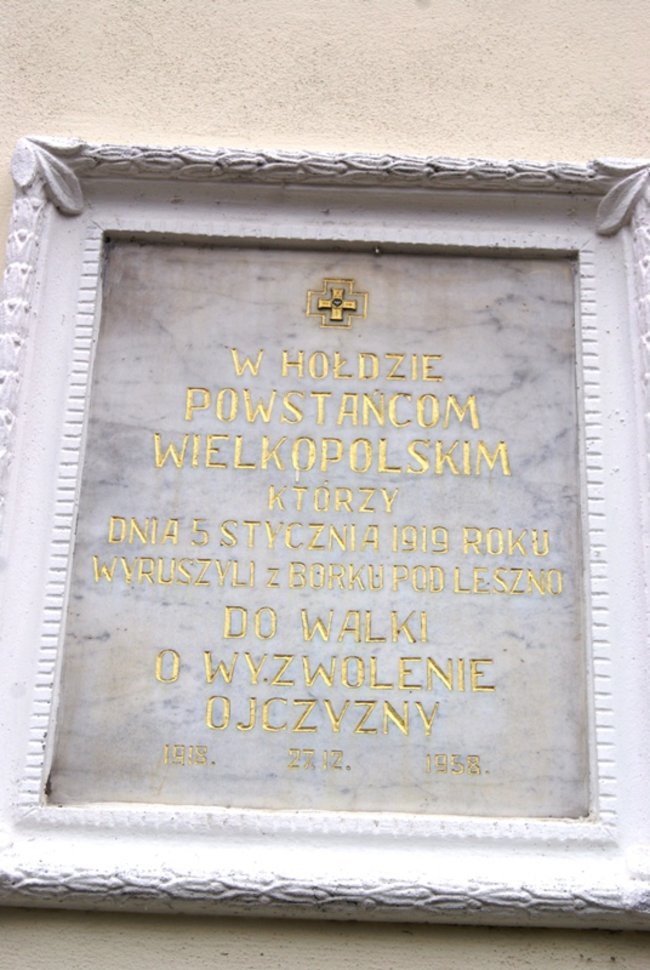 W HOŁDZIE
POWSTAŃCOM
WIELKOPOLSKIM
KTÓRZY
DNIA 5 STYCZNIA 1919 ROKU
WYRUSZYLI z BORKU POD LESZNO
DO WALKI
O WYZWOLENIE
OJCZYZNY
1918. 27.12. 1958.